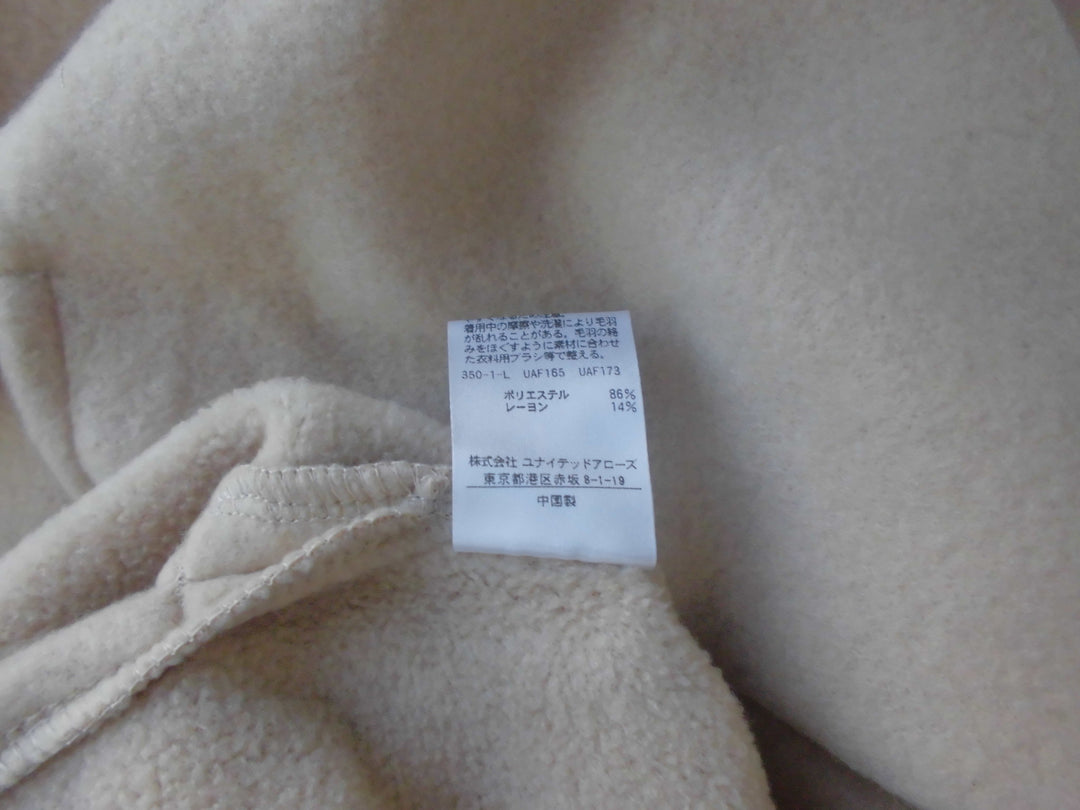 着用中の摩擦や洗濯により毛羽
が乱れることがある。毛羽の絡
みをほぐすように素材に合わせ
た衣料用ブラシ等で整える。
350-1-L UAF165 UAF173
ポリエステル 86%
レーヨン 14%
株式会社 ユナイテッドアローズ
東京都港区赤坂 8-1-19
中国製